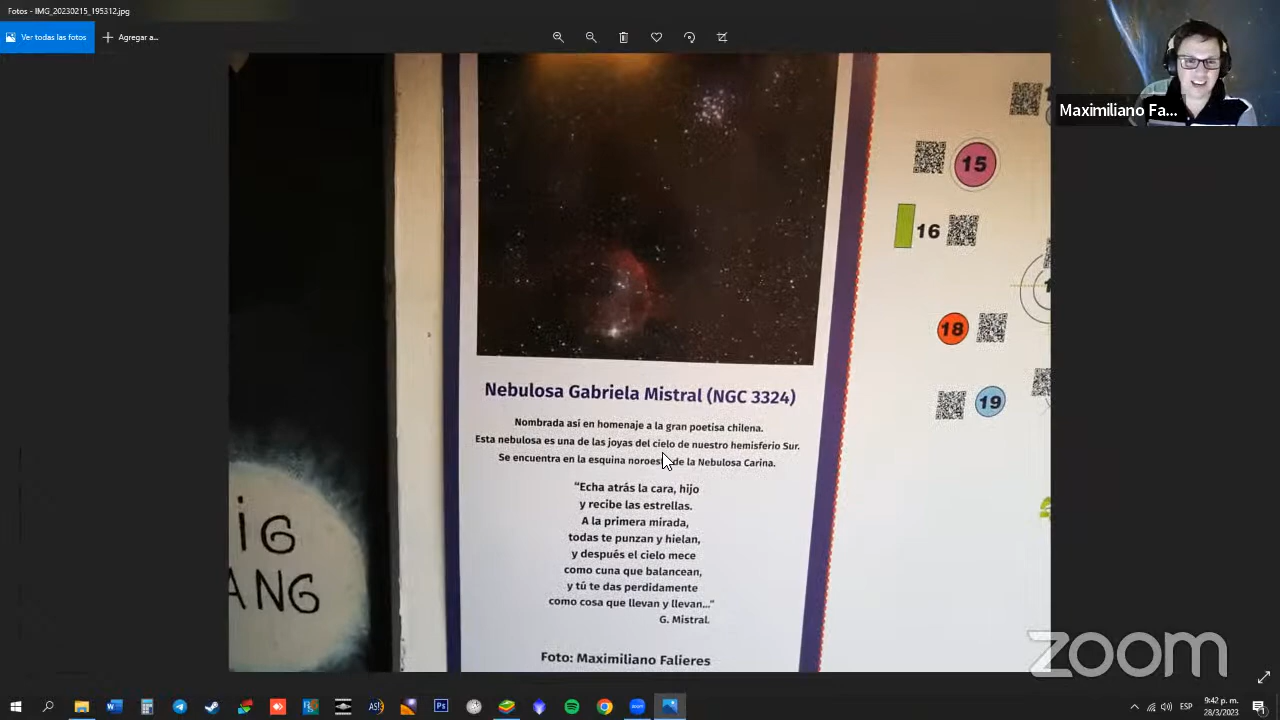 Fotos - IMG_20230215_195312.jpg
Ver todas las fotos
Agregar a...
Maximiliano Fa...
15
16
18
19
Nebulosa Gabriela Mistral (NGC 3324)
Nombrada así en homenaje a la gran poetisa chilena.
Esta nebulosa es una de las joyas del cielo de nuestro hemisferio Sur.
Se encuentra en la esquina de la Nebulosa Carina.
"Echa atrás la cara, hijo
y recibe las estrellas.
A la primera mirada,
todas te punzan y hielan,
y después el cielo mece
como cuna que balancean,
y tú te das perdidamente
como cosa que llevan y llevan..."
G. Mistral.
Foto: Maximiliano Falieres
iG
ANG
zoom
ESP
9:42 p. m.
28/3/2023